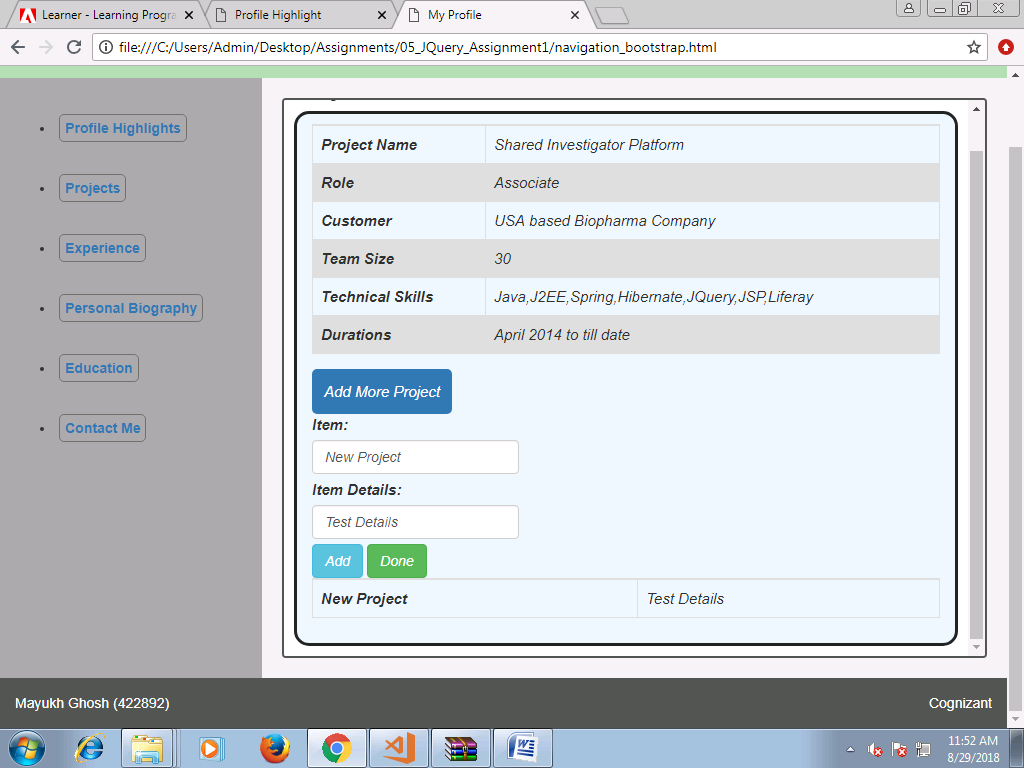 Learner - Learning Progra
Profile Highlight
My Profile
file:///C:/Users/Admin/Desktop/Assignments/05_JQuery_Assignment1/navigation_bootstrap.html
Profile Highlights
Projects
Experience
Personal Biography
Education
Contact Me
Project Name Shared Investigator Platform
Role Associate
Customer USA based Biopharma Company
Team Size 30
Technical Skills Java,J2EE,Spring,Hibernate,JQuery,JSP,Liferay
Durations April 2014 to till date
Add More Project
Item:
New Project
Item Details:
Test Details
Add Done
New Project Test Details
Mayukh Ghosh (422892) Cognizant
11:52 AM
8/29/2018